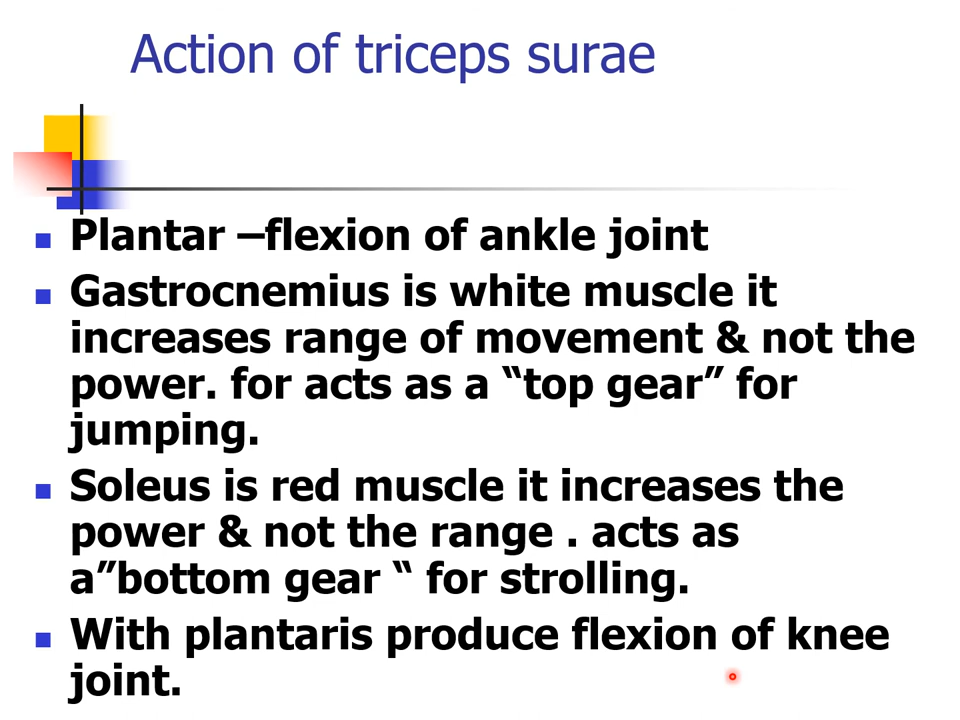 Action of triceps surae
Plantar –flexion of ankle joint
Gastrocnemius is white muscle it
increases range of movement & not the
power. for acts as a “top gear” for
jumping.
Soleus is red muscle it increases the
power & not the range . acts as
a”bottom gear “ for strolling.
With plantaris produce flexion of knee
joint.